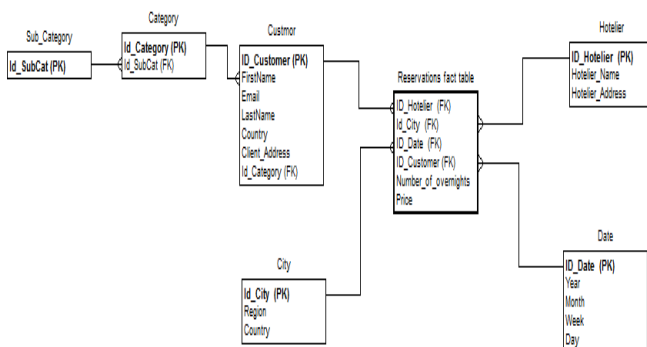 Sub_Category
Id_SubCat (PK)
Category
Id_Category (PK)
Id_SubCat (FK)
Custmor
ID_Customer (PK)
FirstName
Email
LastName
Country
Client_Address
Id_Category (FK)
Reservations fact table
ID_Hotelier (FK)
Id_City (FK)
ID_Date (FK)
ID_Customer (FK)
Number_of_overnights
Price
Hotelier
ID_Hotelier (PK)
Hotelier_Name
Hotelier_Address
City
Id_City (PK)
Region
Country
Date
ID_Date (PK)
Year
Month
Week
Day